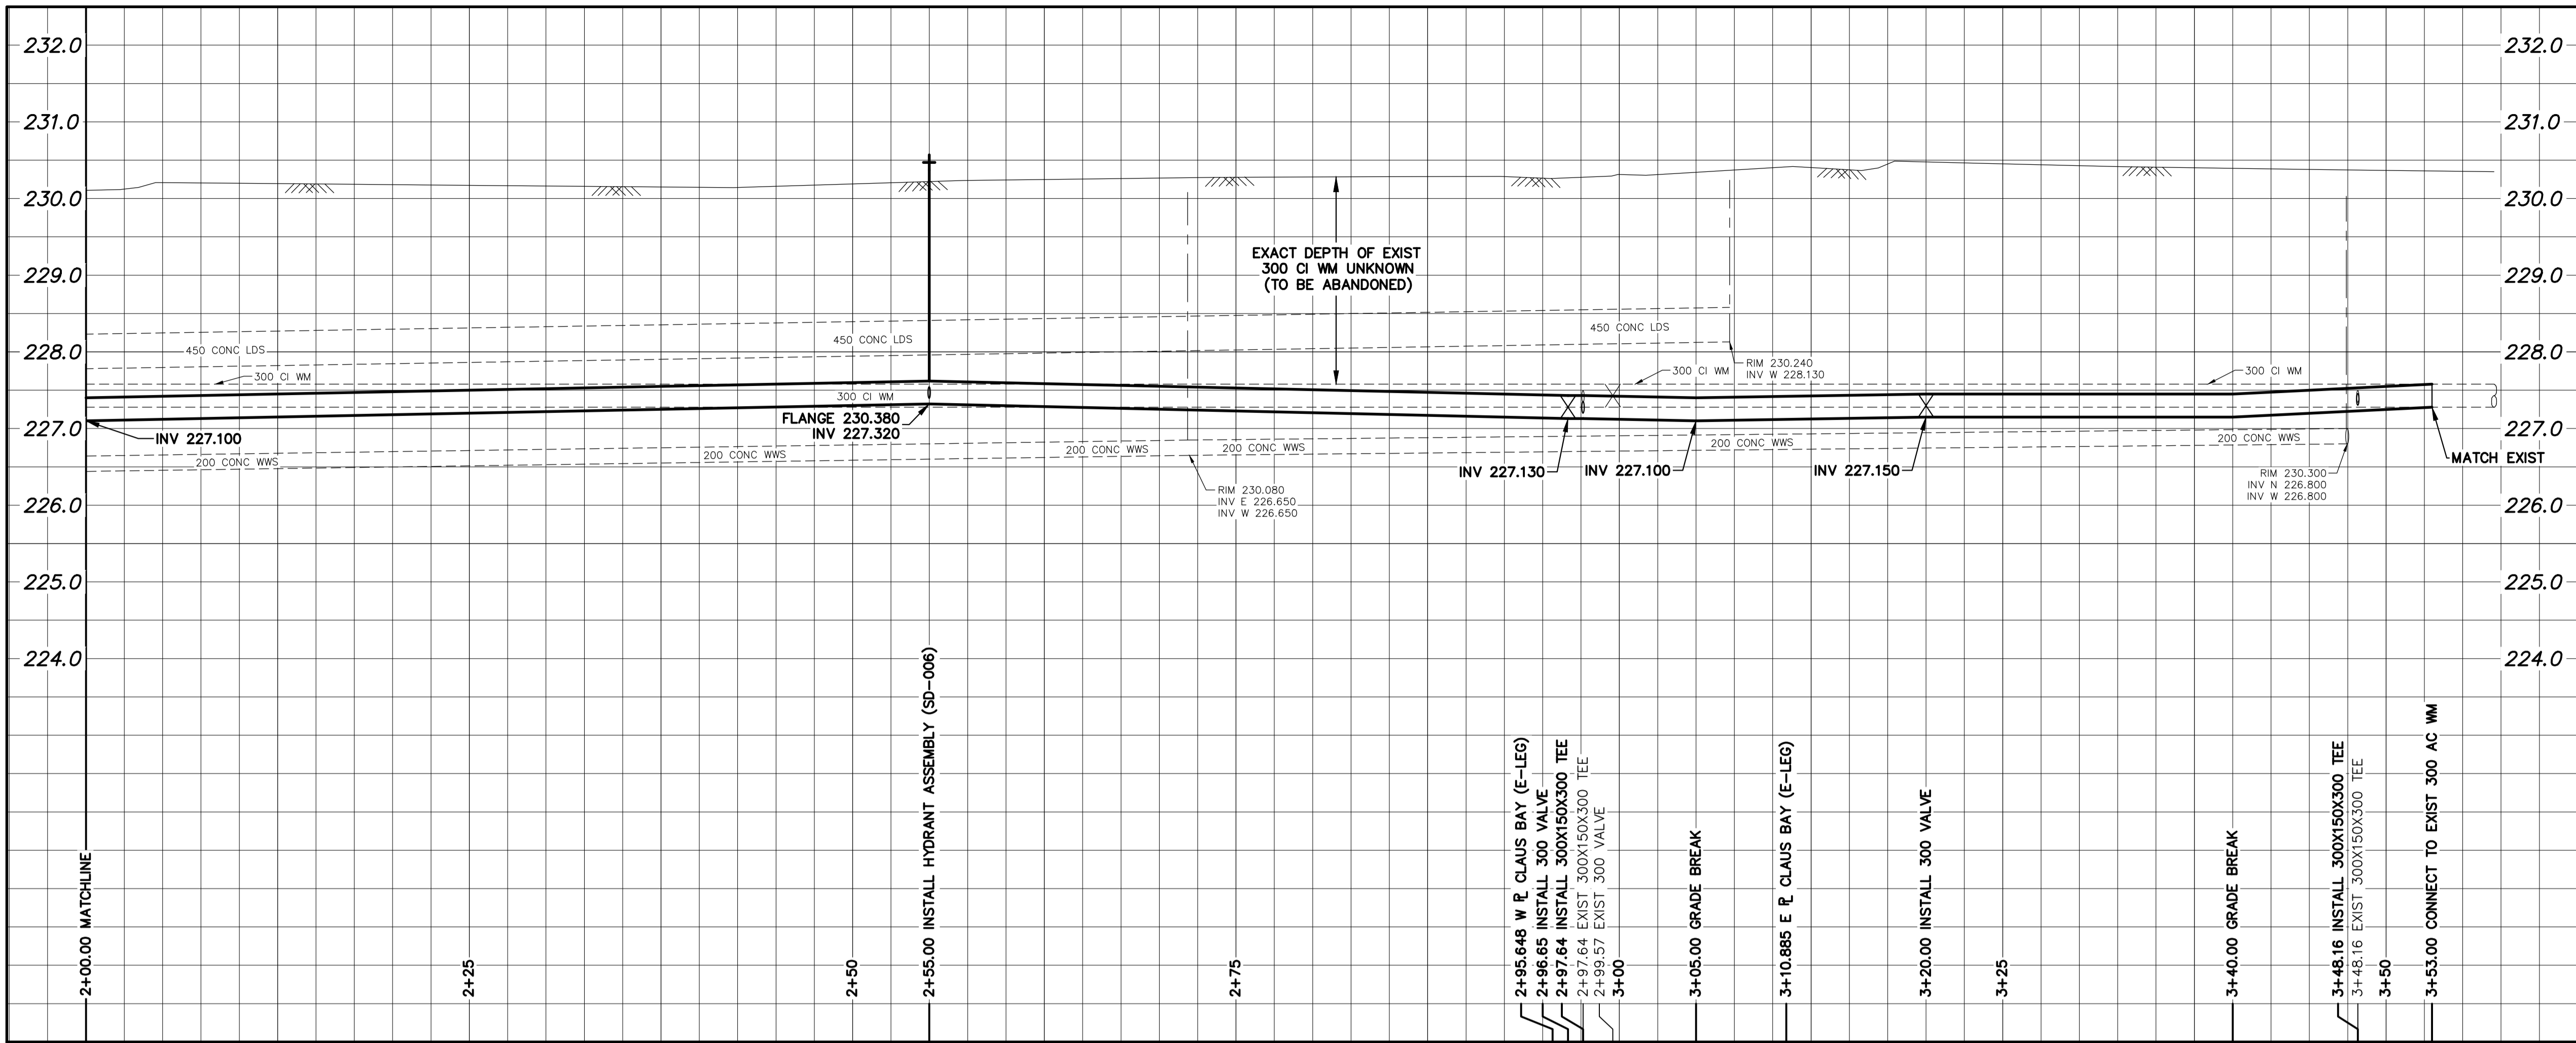 232.0
232.0
231.0
231.0
230.0
230.0
EXACT DEPTH OF EXIST
300 CI WM UNKNOWN
(TO BE ABANDONED)
229.0
229.0
450 CONC LDS
450 CONC LDS
450 CONC LDS
228.0
228.0
RIM 230.240
INV W 228.130
300 CI WM
300 CI WM
300 CI WM
300 CI WM
FLANGE 230.380
INV 227.320
227.0
227.0
INV 227.100
200 CONC WWS
200 CONC WWS
200 CONC WWS
200 CONC WWS
200 CONC WWS
200 CONC WWS
INV 227.130
INV 227.100
INV 227.150
MATCH EXIST
RIM 230.300
INV N 226.800
INV W 226.800
RIM 230.080
INV E 226.650
INV W 226.650
226.0
226.0
225.0
225.0
224.0
224.0
2+00.00 MATCHLINE
2+25
2+50
2+55.00 INSTALL HYDRANT ASSEMBLY (SD-006)
2+75
2+95.648 W PL CLAUS BAY (E-LEG)
2+96.65 INSTALL 300 VALVE
2+97.64 INSTALL 300X150X300 TEE
2+97.64 EXIST 300X150X300 TEE
2+99.57 EXIST 300 VALVE
3+00
3+05.00 GRADE BREAK
3+10.885 E PL CLAUS BAY (E-LEG)
3+20.00 INSTALL 300 VALVE
3+25
3+40.00 GRADE BREAK
3+48.16 INSTALL 300X150X300 TEE
3+48.16 EXIST 300X150X300 TEE
3+50
3+53.00 CONNECT TO EXIST 300 AC WM